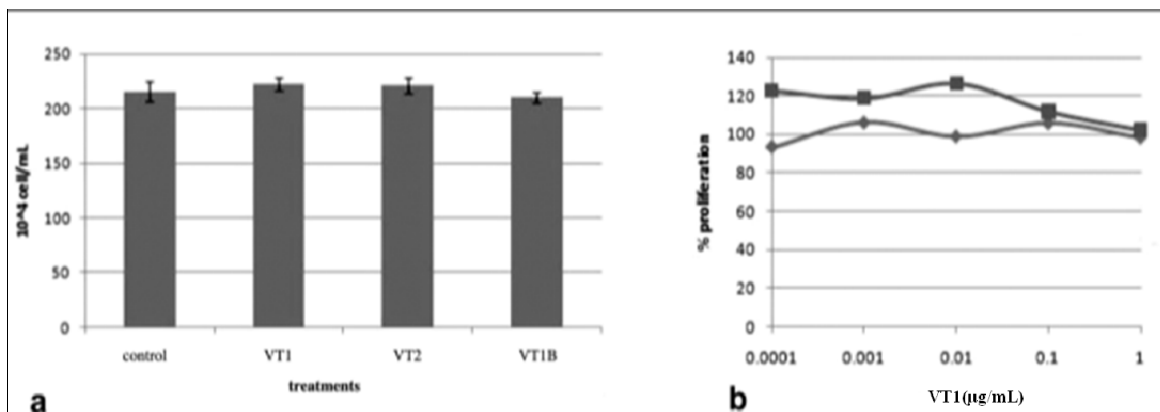 250
200
150
100
50
0
10^4 cell/mL
control VT1 VT2 VT1B
treatments
a
140
120
100
80
60
40
20
0
% proliferation
0.0001 0.001 0.01 0.1 1
VT1(µg/mL)
b